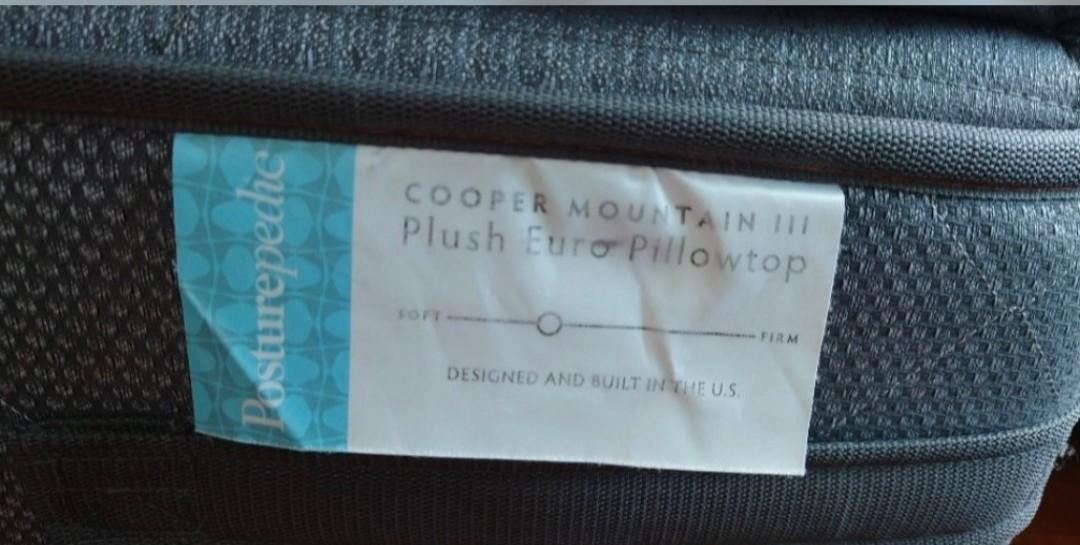 Posturepedic
COOPER MOUNTAIN III
Plush Euro Pillowtop
SOFT FIRM
DESIGNED AND BUILT IN THE U.S.